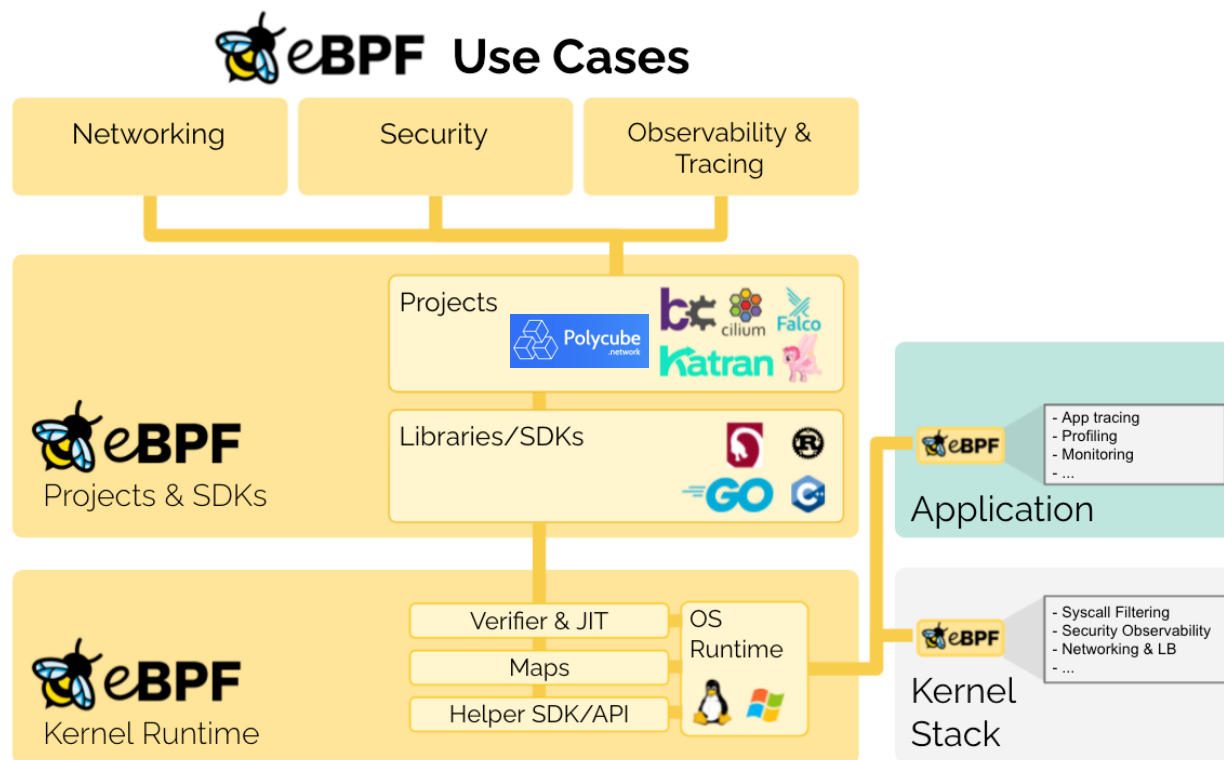 eBPF Use Cases
Networking
Security
Observability &
Tracing
Projects
bc
cilium
Falco
Polycube
.network
Katran
eBPF
Projects & SDKs
Libraries/SDKs
R
GO
C++
eBPF
- App tracing
- Profiling
- Monitoring
- ...
Application
eBPF
Kernel Runtime
Verifier & JIT
Maps
Helper SDK/API
OS
Runtime
eBPF
- Syscall Filtering
- Security Observability
- Networking & LB
- ...
Kernel
Stack